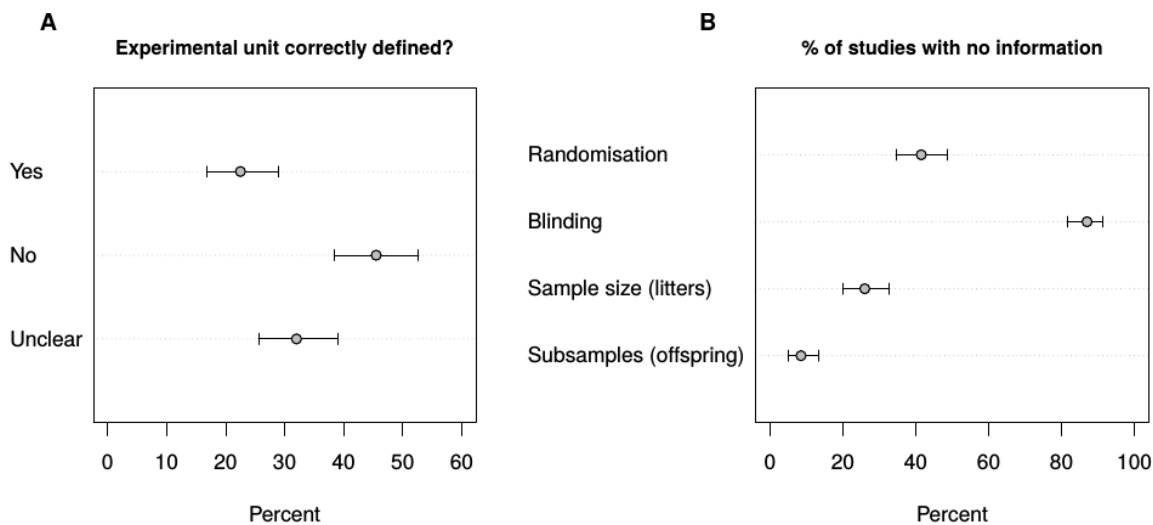 A
Experimental unit correctly defined?
Yes
No
Unclear
0 10 20 30 40 50 60
Percent
B
% of studies with no information
Randomisation
Blinding
Sample size (litters)
Subsamples (offspring)
0 20 40 60 80 100
Percent